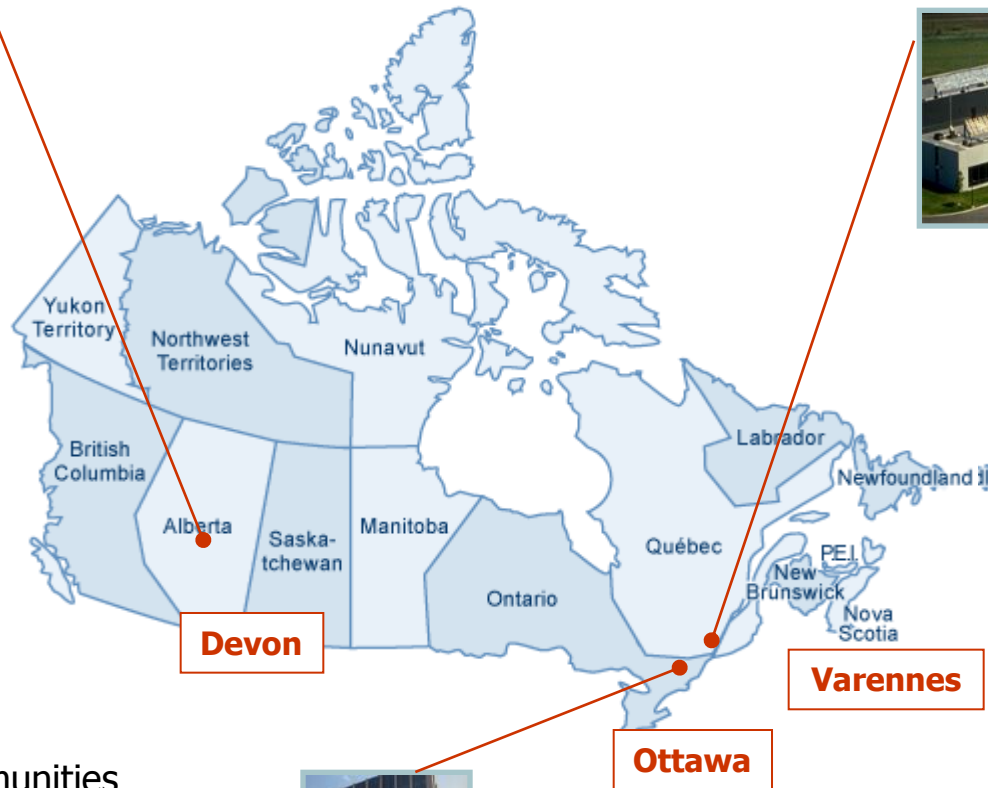 Yukon
Territory
Northwest
Territories
Nunavut
British
Columbia
Labrador
Newfoundland
Alberta
Saska-
tchewan
Manitoba
Québec
P.E.I.
New
Brunswick
Ontario
Nova
Scotia
Devon
Varennes
Ottawa
munities